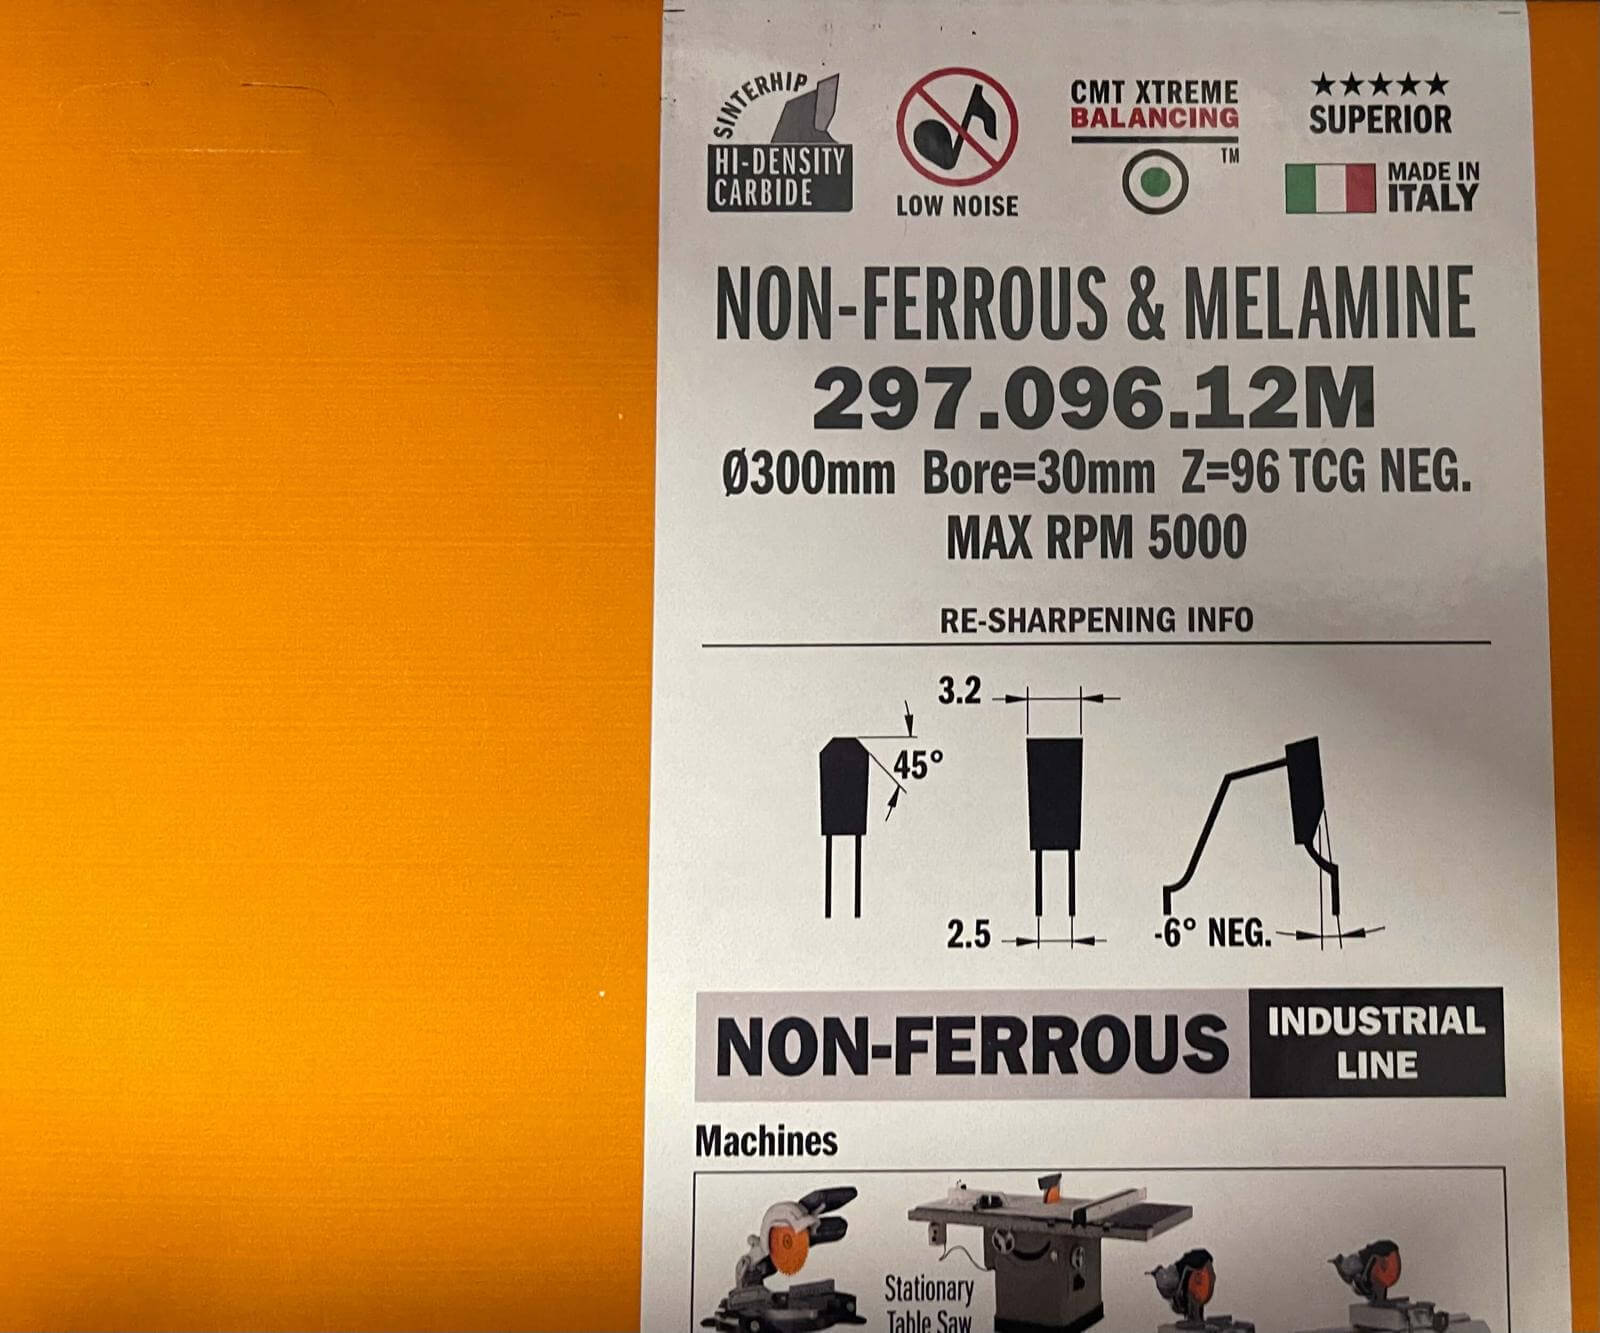 SINTERHIP
HI-DENSITY
CARBIDE
LOW NOISE
CMT XTREME
BALANCING
TM
★★★★★
SUPERIOR
MADE IN
ITALY
NON-FERROUS & MELAMINE
297.096.12M
Ø300mm Bore=30mm Z=96 TCG NEG.
MAX RPM 5000
RE-SHARPENING INFO
3.2
45°
2.5
-6° NEG.
NON-FERROUS
INDUSTRIAL
LINE
Machines
Stationary
Table Saw